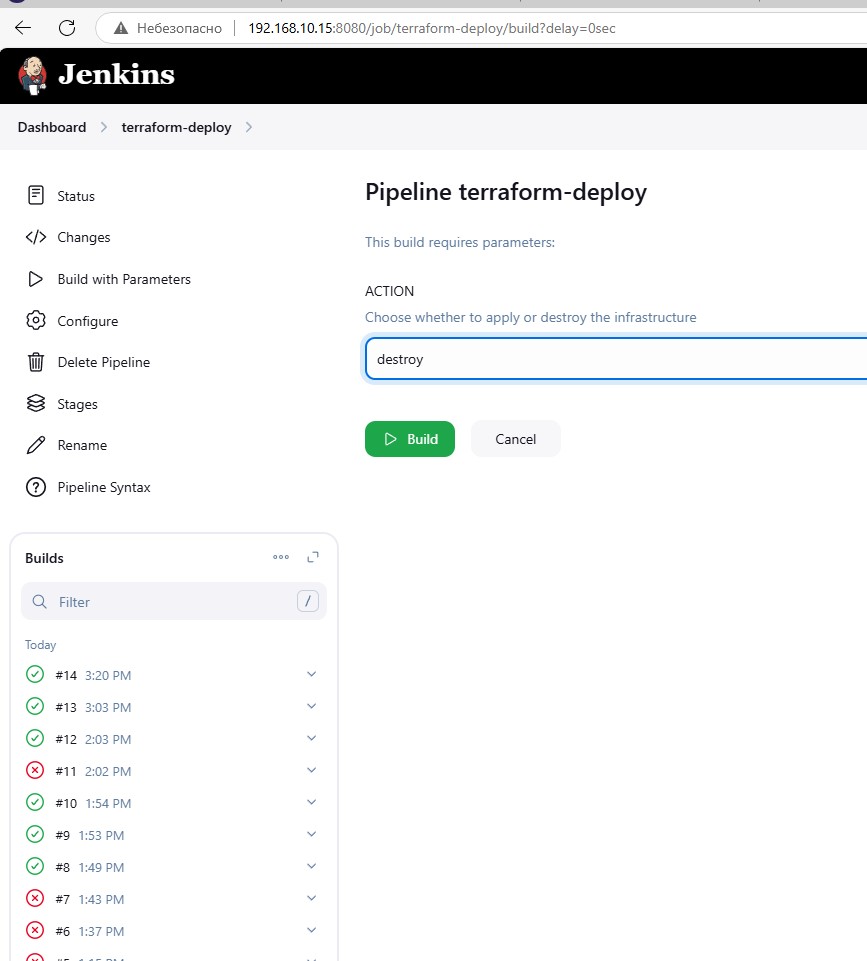 Небезопасно 192.168.10.15:8080/job/terraform-deploy/build?delay=0sec
Jenkins
Dashboard > terraform-deploy >
Status
Changes
Build with Parameters
Configure
Delete Pipeline
Stages
Rename
Pipeline Syntax
Pipeline terraform-deploy
This build requires parameters:
ACTION
Choose whether to apply or destroy the infrastructure
destroy
Build Cancel
Builds
Filter /
Today
#14 3:20 PM
#13 3:03 PM
#12 2:03 PM
#11 2:02 PM
#10 1:54 PM
#9 1:53 PM
#8 1:49 PM
#7 1:43 PM
#6 1:37 PM